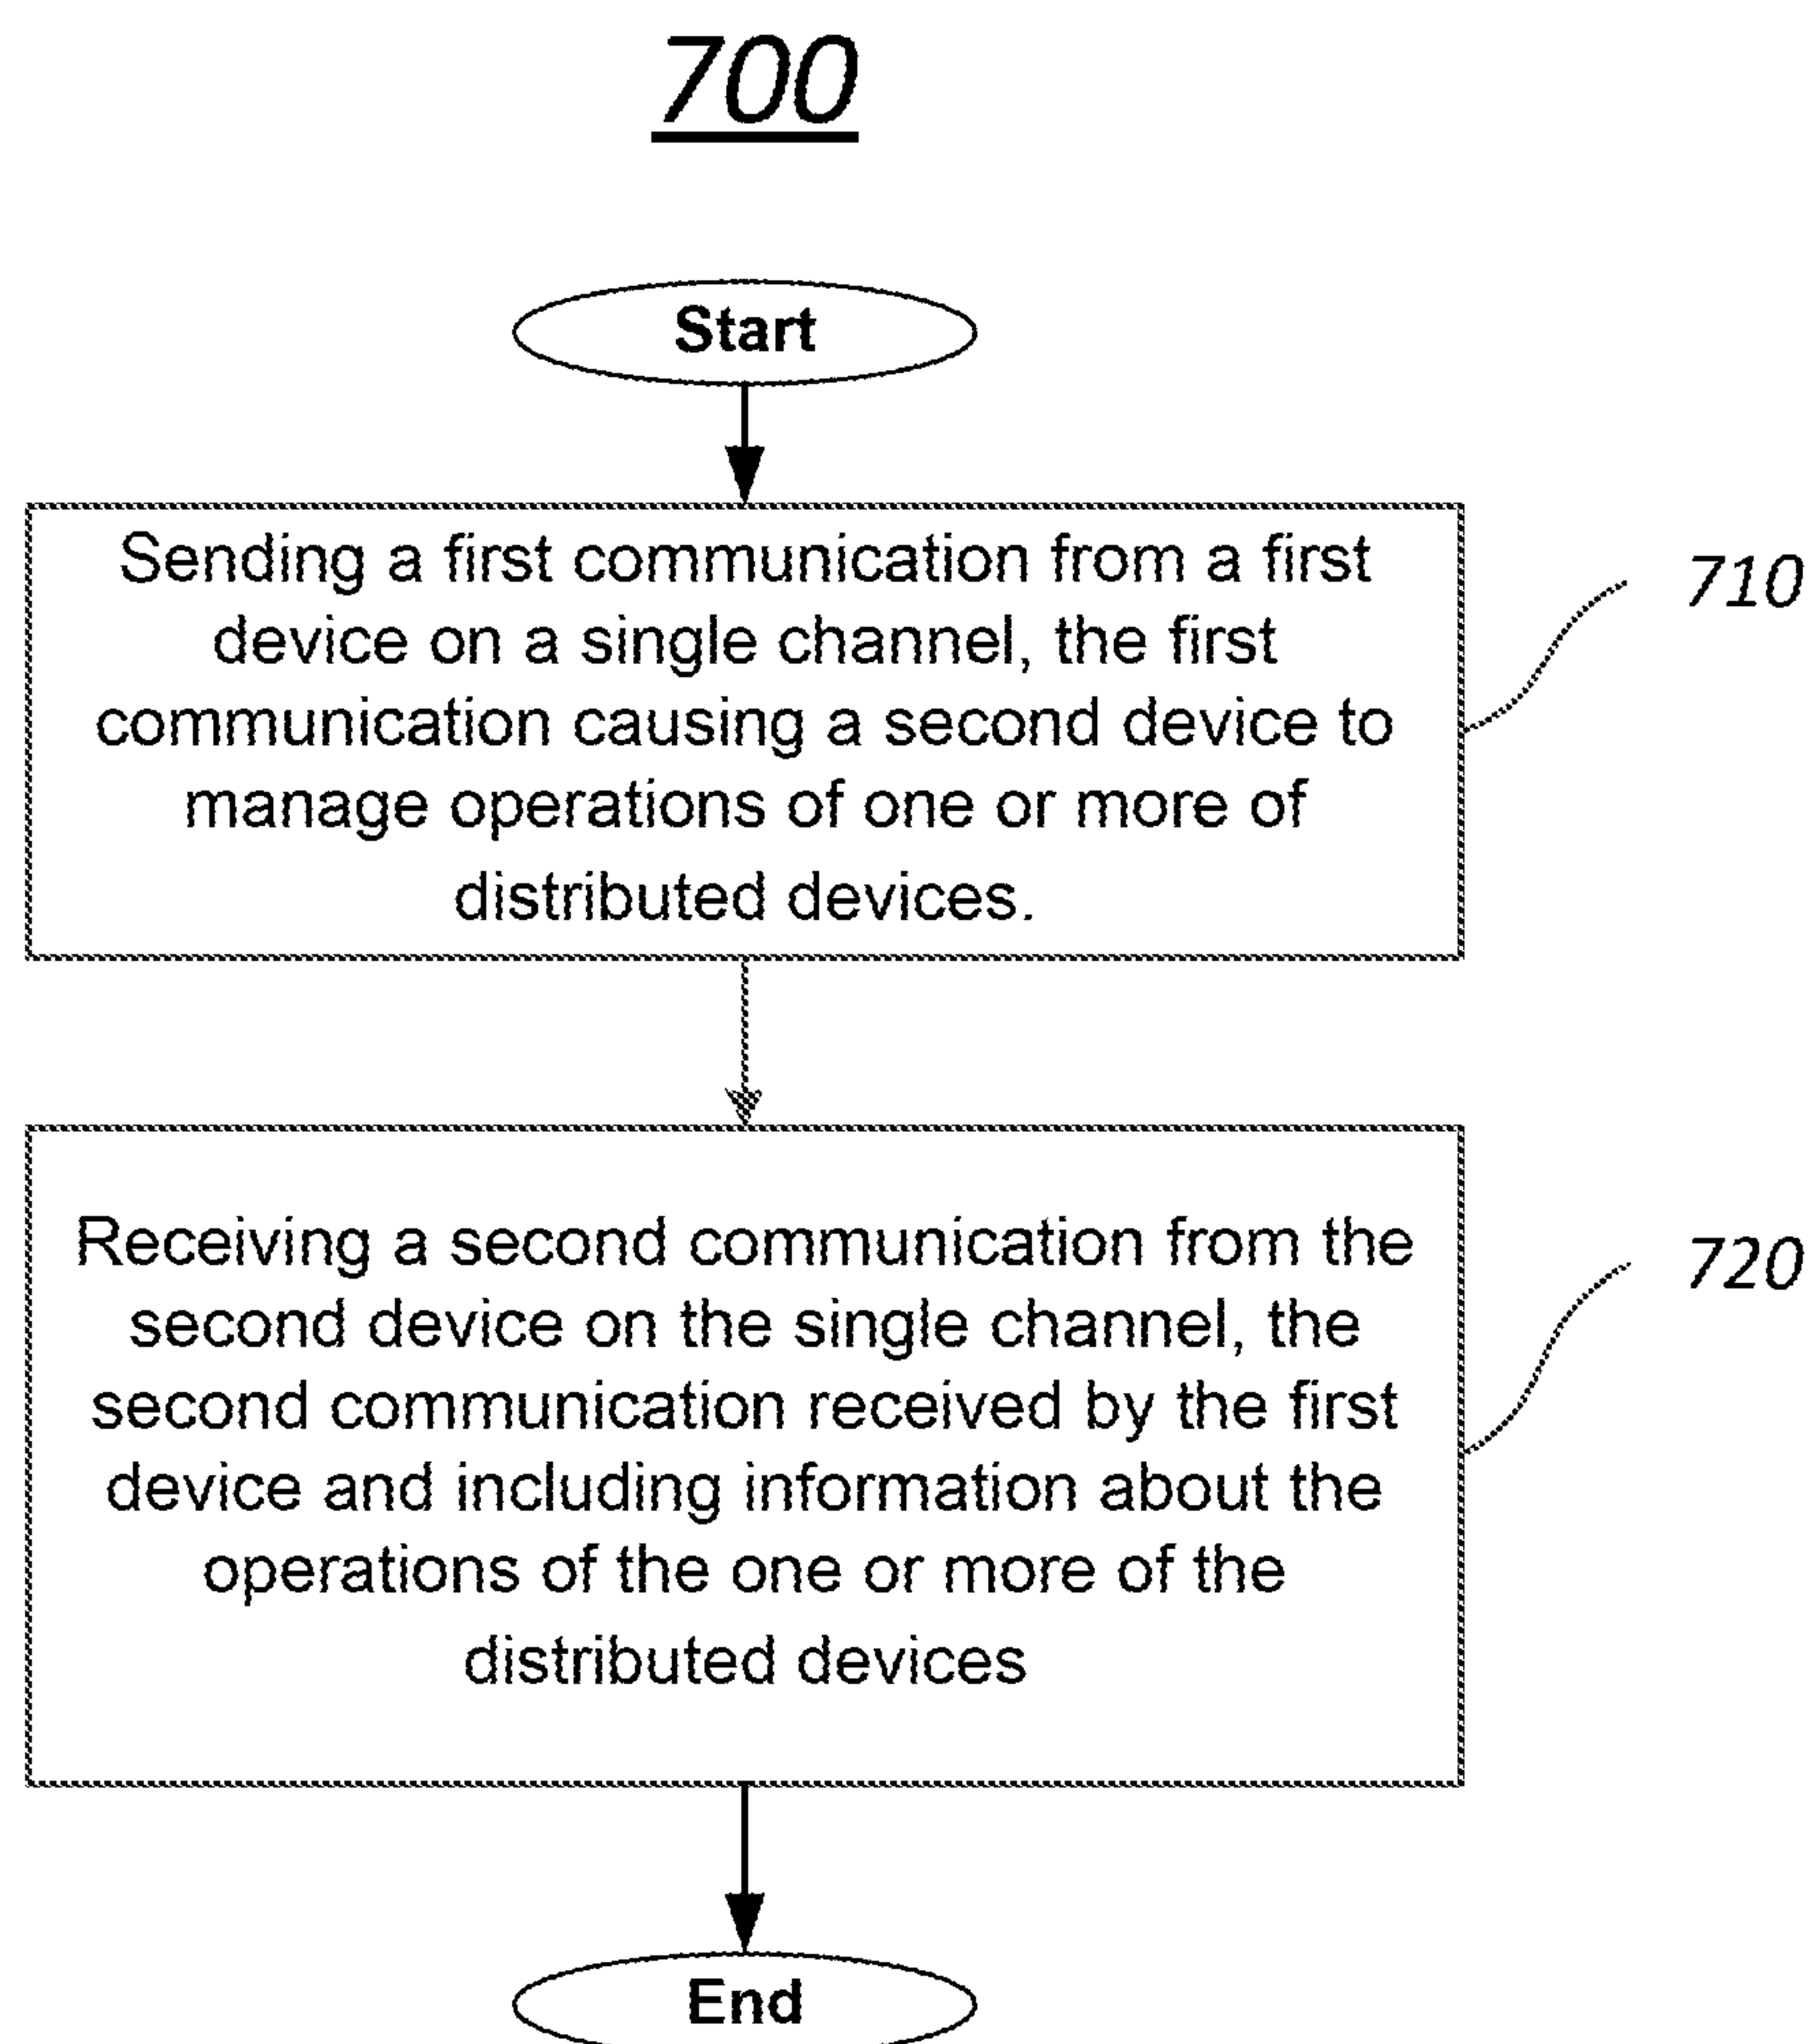 700
Start
Sending a first communication from a first
device on a single channel, the first
communication causing a second device to
manage operations of one or more of
distributed devices.
710
Receiving a second communication from the
second device on the single channel, the
second communication received by the first
device and including information about the
operations of the one or more of the
distributed devices
720
End